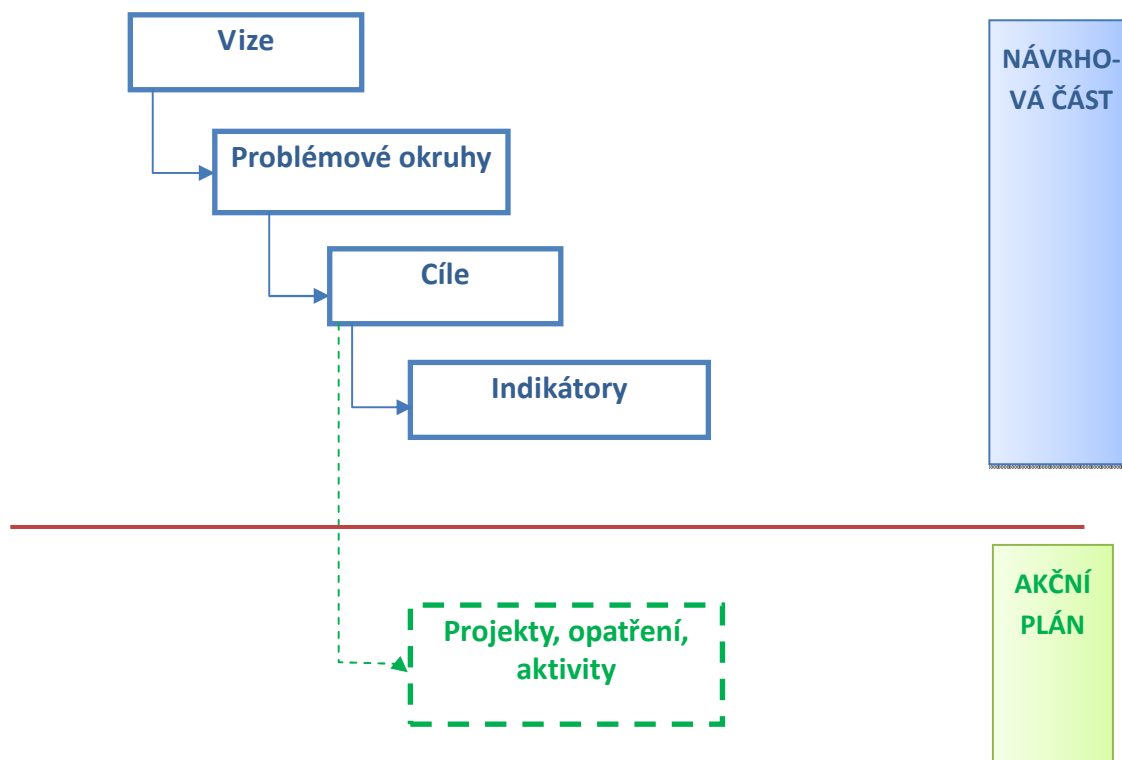 Vize
NÁVRHO-
VÁ ČÁST
Problémové okruhy
Cíle
Indikátory
AKČNÍ
PLÁN
Projekty, opatření,
aktivity